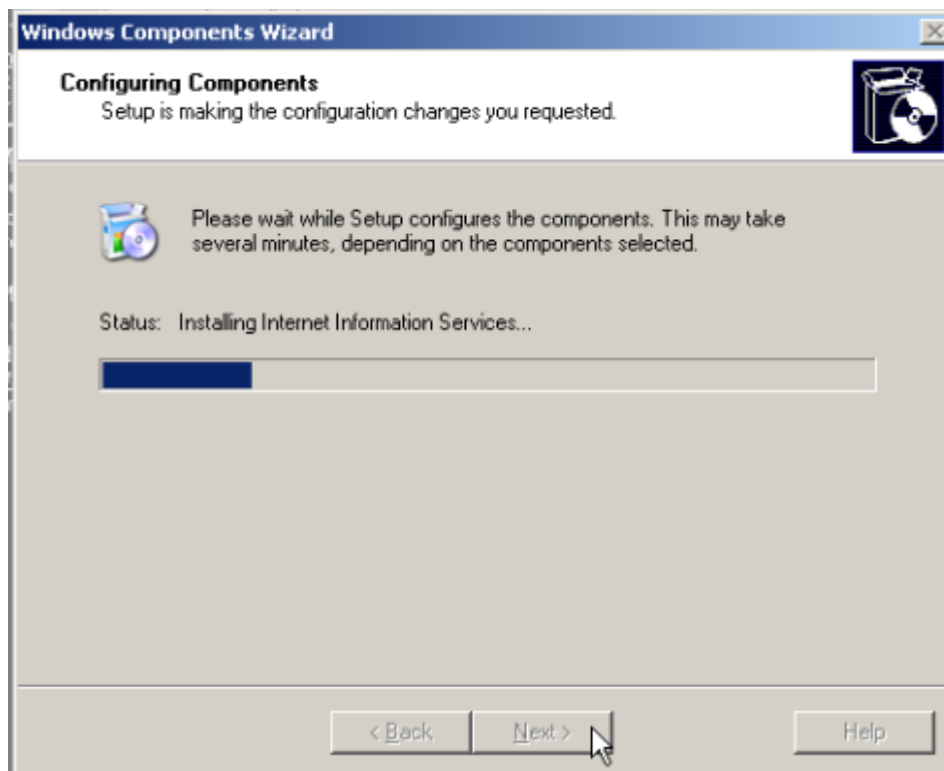 Windows Components Wizard
Configuring Components
Setup is making the configuration changes you requested.
Please wait while Setup configures the components. This may take
several minutes, depending on the components selected.
Status: Installing Internet Information Services...
< Back
Next >
Help